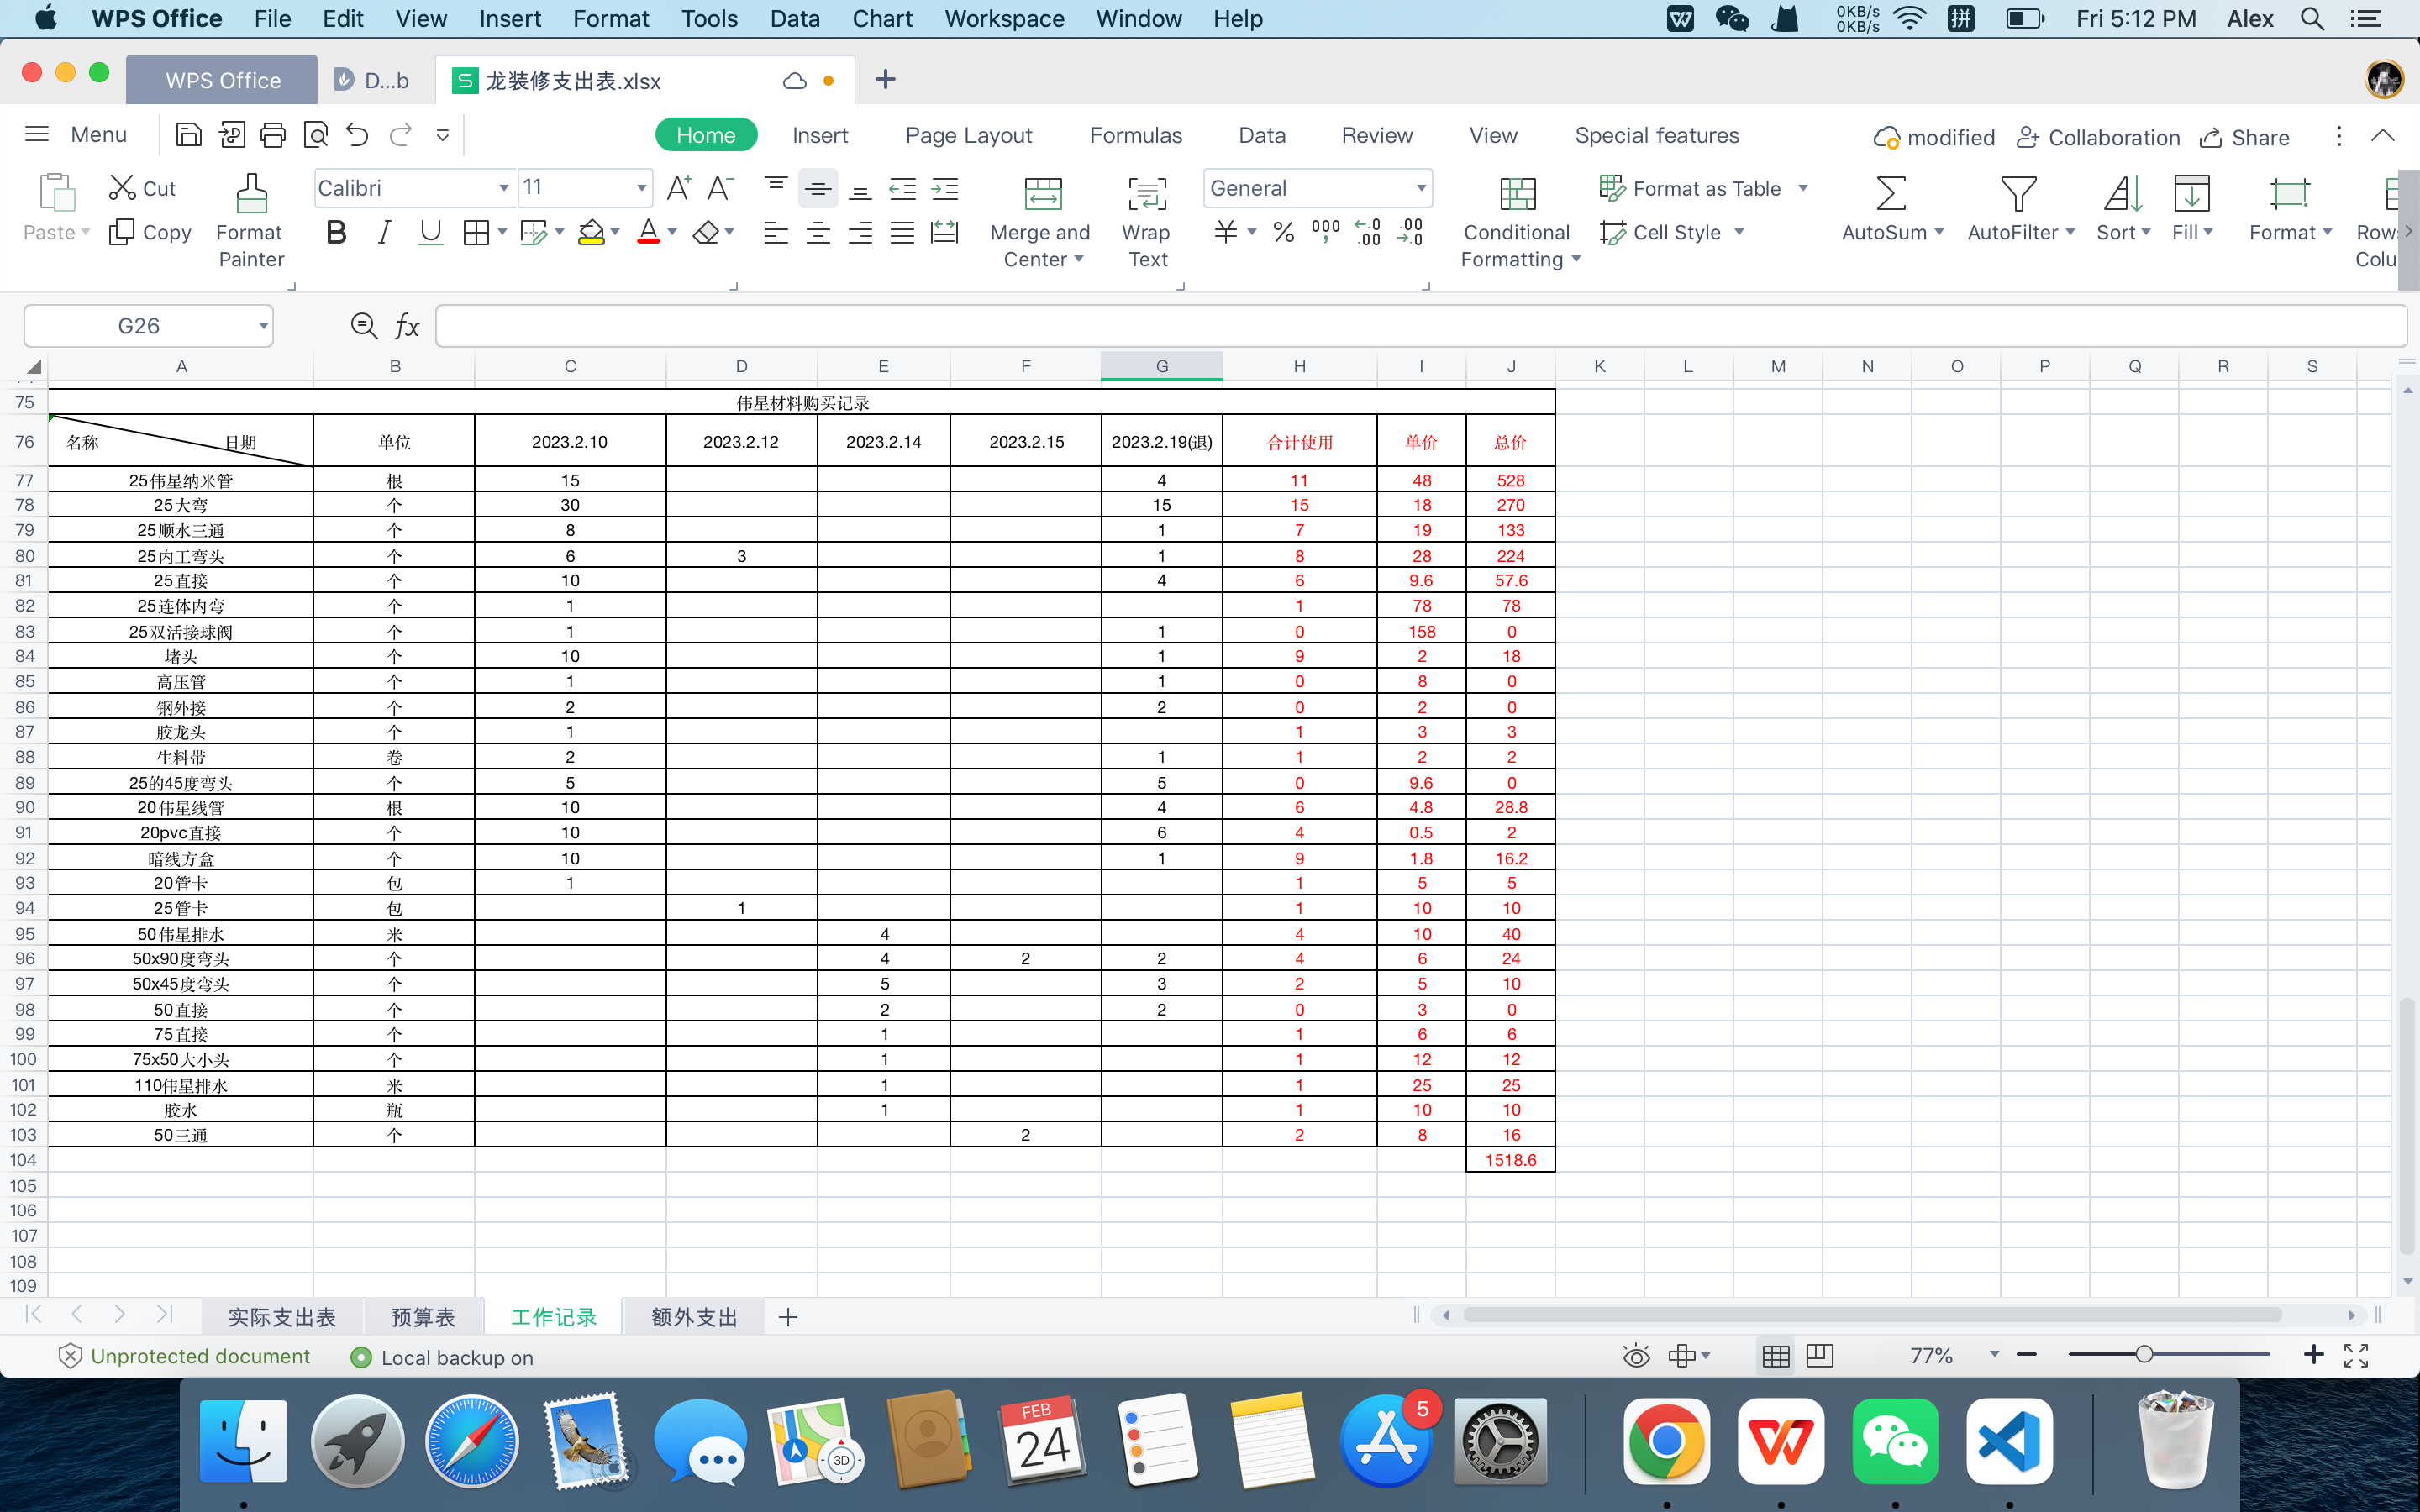 WPS Office File Edit View Insert Format Tools Data Chart Workspace Window Help 0KB/s 0KB/s 拼 Fri 5:12 PM Alex
WPS Office D...b 龙装修支出表.xlsx
Menu Home Insert Page Layout Formulas Data Review View Special features modified Collaboration Share
Paste Cut Copy Format Painter Calibri 11 Merge and Center Wrap Text General Conditional Formatting Format as Table Cell Style AutoSum AutoFilter Sort Fill Format
G26 fx
A B C D E F G H I J K L M N O P Q R S
75 伟星材料购买记录
76 名称 日期 单位 2023.2.10 2023.2.12 2023.2.14 2023.2.15 2023.2.19(退) 合计使用 单价 总价
77 25伟星纳米管 根 15 4 11 48 528
78 25大弯 个 30 15 15 18 270
79 25顺水三通 个 8 1 7 19 133
80 25内工弯头 个 6 3 1 8 28 224
81 25直接 个 10 4 6 9.6 57.6
82 25连体内弯 个 1 1 78 78
83 25双活接球阀 个 1 1 0 158 0
84 堵头 个 10 1 9 2 18
85 高压管 个 1 1 0 8 0
86 钢外接 个 2 2 0 2 0
87 胶龙头 个 1 1 3 3
88 生料带 卷 2 1 1 2 2
89 25的45度弯头 个 5 5 0 9.6 0
90 20伟星线管 根 10 4 6 4.8 28.8
91 20pvc直接 个 10 6 4 0.5 2
92 暗线方盒 个 10 1 9 1.8 16.2
93 20管卡 包 1 1 5 5
94 25管卡 包 1 1 10 10
95 50伟星排水 米 4 4 10 40
96 50x90度弯头 个 4 2 2 4 6 24
97 50x45度弯头 个 5 3 2 5 10
98 50直接 个 2 2 0 3 0
99 75直接 个 1 1 6 6
100 75x50大小头 个 1 1 12 12
101 110伟星排水 米 1 1 25 25
102 胶水 瓶 1 1 10 10
103 50三通 个 2 2 8 16
104 1518.6
105
106
107
108
109
实际支出表 预算表 工作记录 额外支出
Unprotected document Local backup on 77%
FEB 24 3D 5